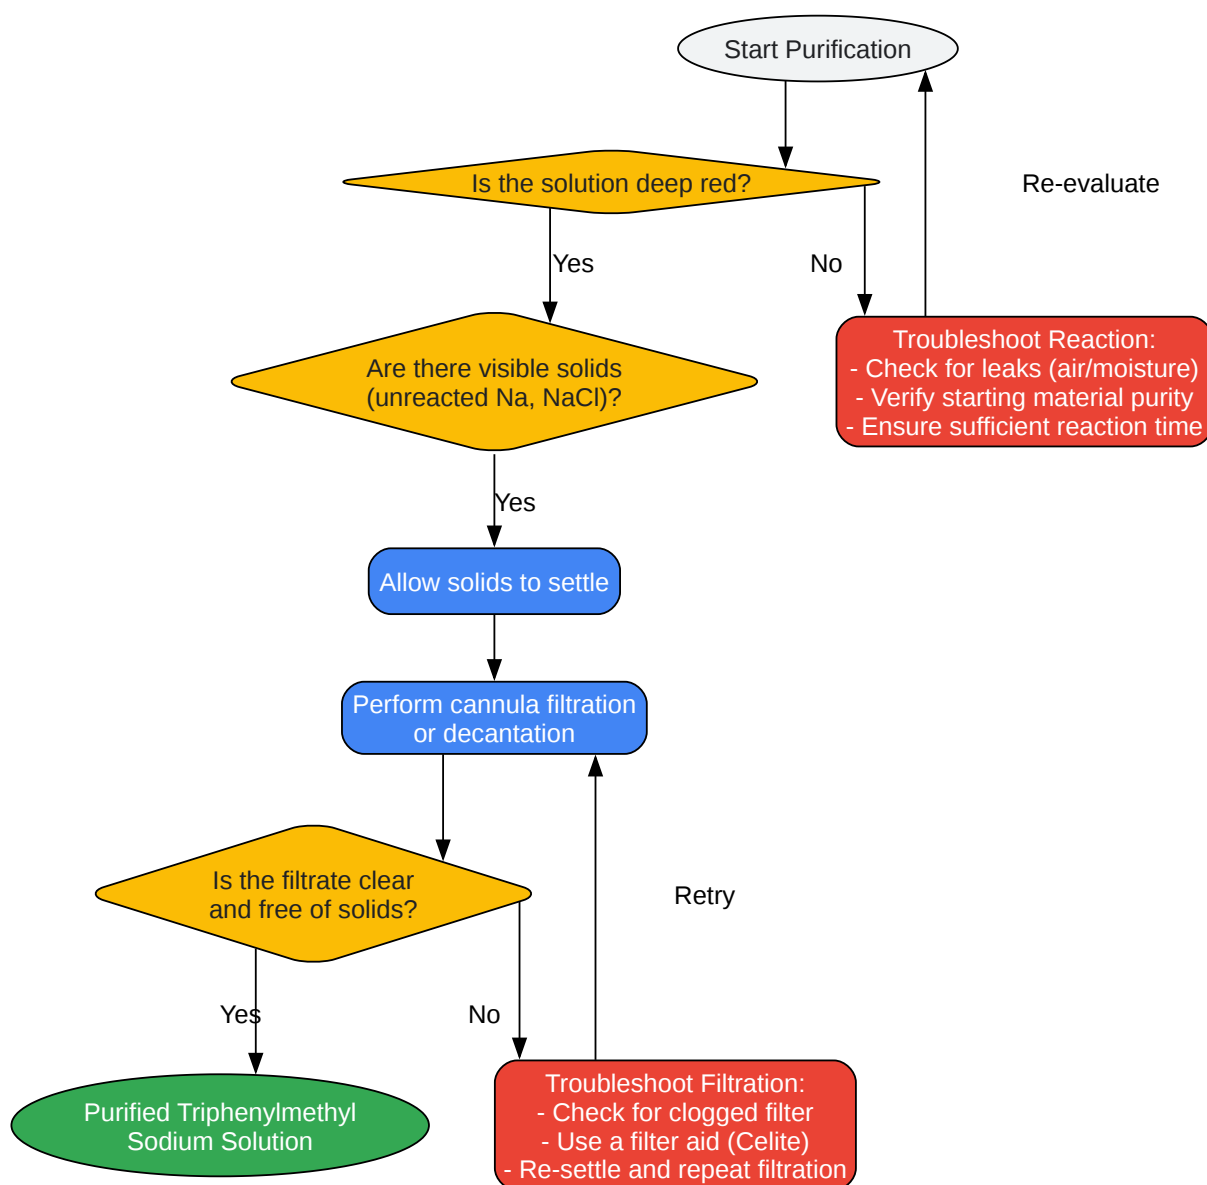 Start Purification
Is the solution deep red?
Re-evaluate
Yes
No
Troubleshoot Reaction:
- Check for leaks (air/moisture)
- Verify starting material purity
- Ensure sufficient reaction time
Are there visible solids
(unreacted Na, NaCl)?
Yes
Allow solids to settle
Perform cannula filtration
or decantation
Is the filtrate clear
and free of solids?
Retry
Yes
No
Purified Triphenylmethyl
Sodium Solution
Troubleshoot Filtration:
- Check for clogged filter
- Use a filter aid (Celite)
- Re-settle and repeat filtration